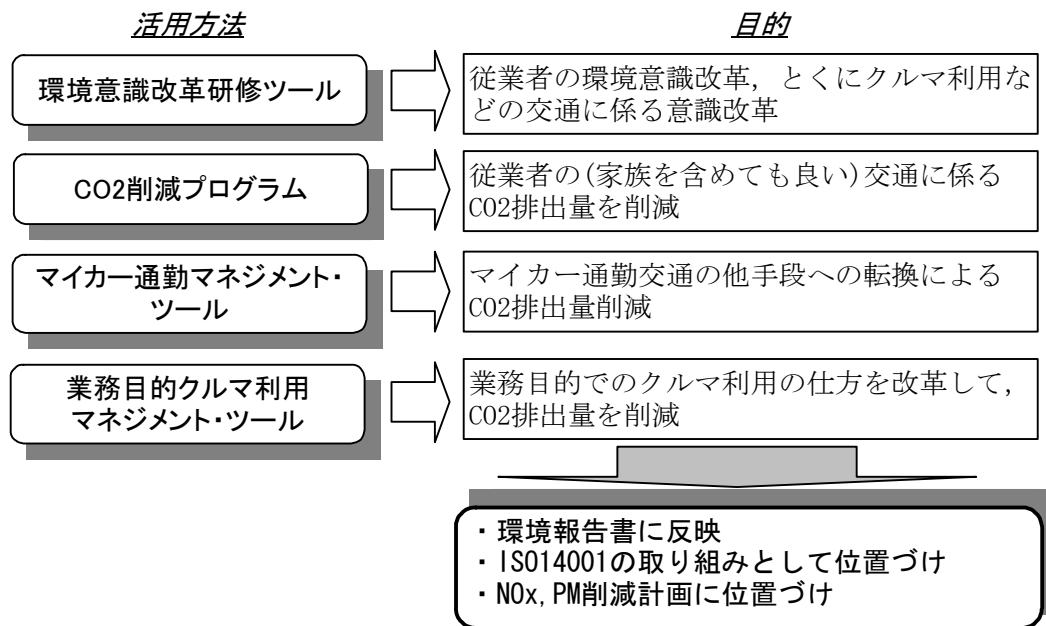 活用方法
目的
環境意識改革研修ツール
従業者の環境意識改革，とくにクルマ利用な
どの交通に係る意識改革
CO2削減プログラム
従業者の(家族を含めても良い)交通に係る
CO2排出量を削減
マイカー通勤マネジメント・
ツール
マイカー通勤交通の他手段への転換による
CO2排出量削減
業務目的クルマ利用
マネジメント・ツール
業務目的でのクルマ利用の仕方を改革して，
CO2排出量を削減
・環境報告書に反映
・ISO14001の取り組みとして位置づけ
・NOx,PM削減計画に位置づけ